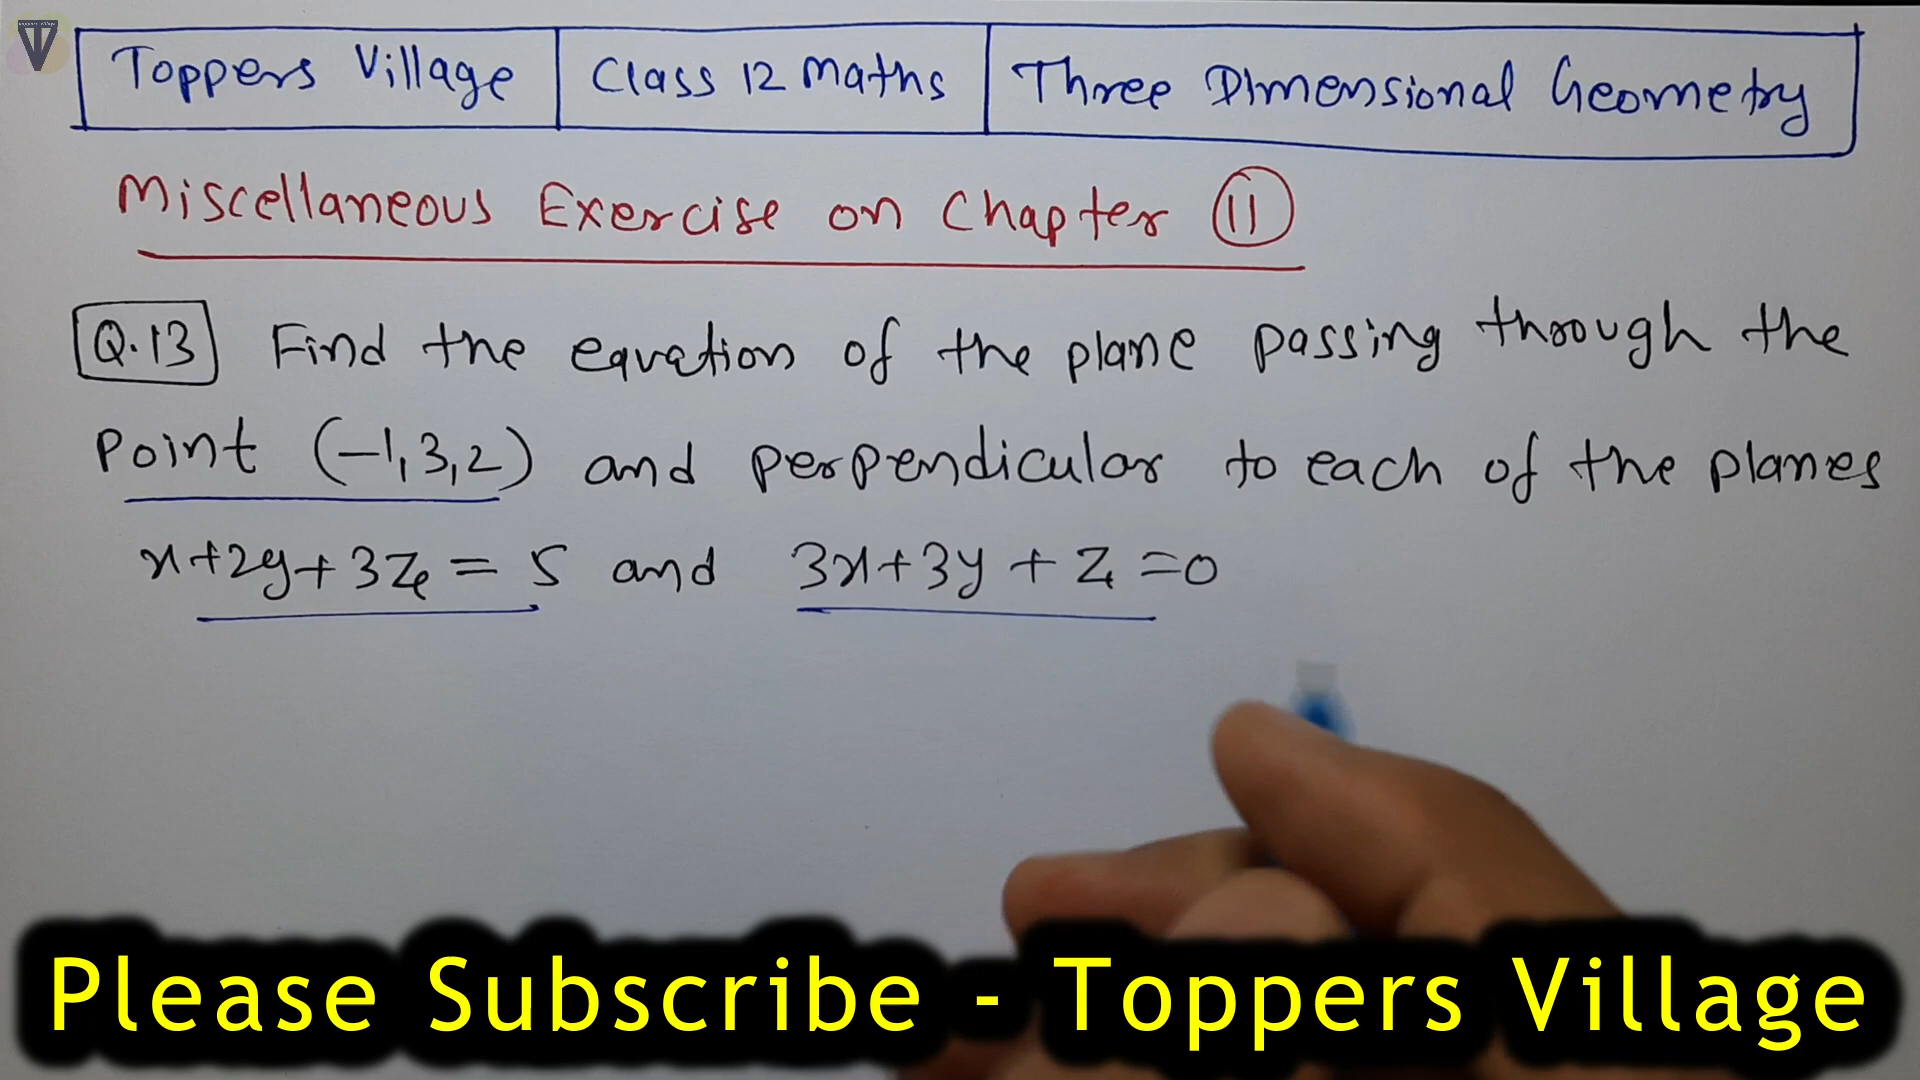 Toppers Village Class 12 Maths Three Dimensional Geometry
Miscellaneous Exercise on Chapter 11
Q.13 Find the equation of the plane passing through the
Point (-1,3,2) and perpendicular to each of the planes
x+2y+3z = 5 and 3x+3y+z=0
Please Subscribe - Toppers Village